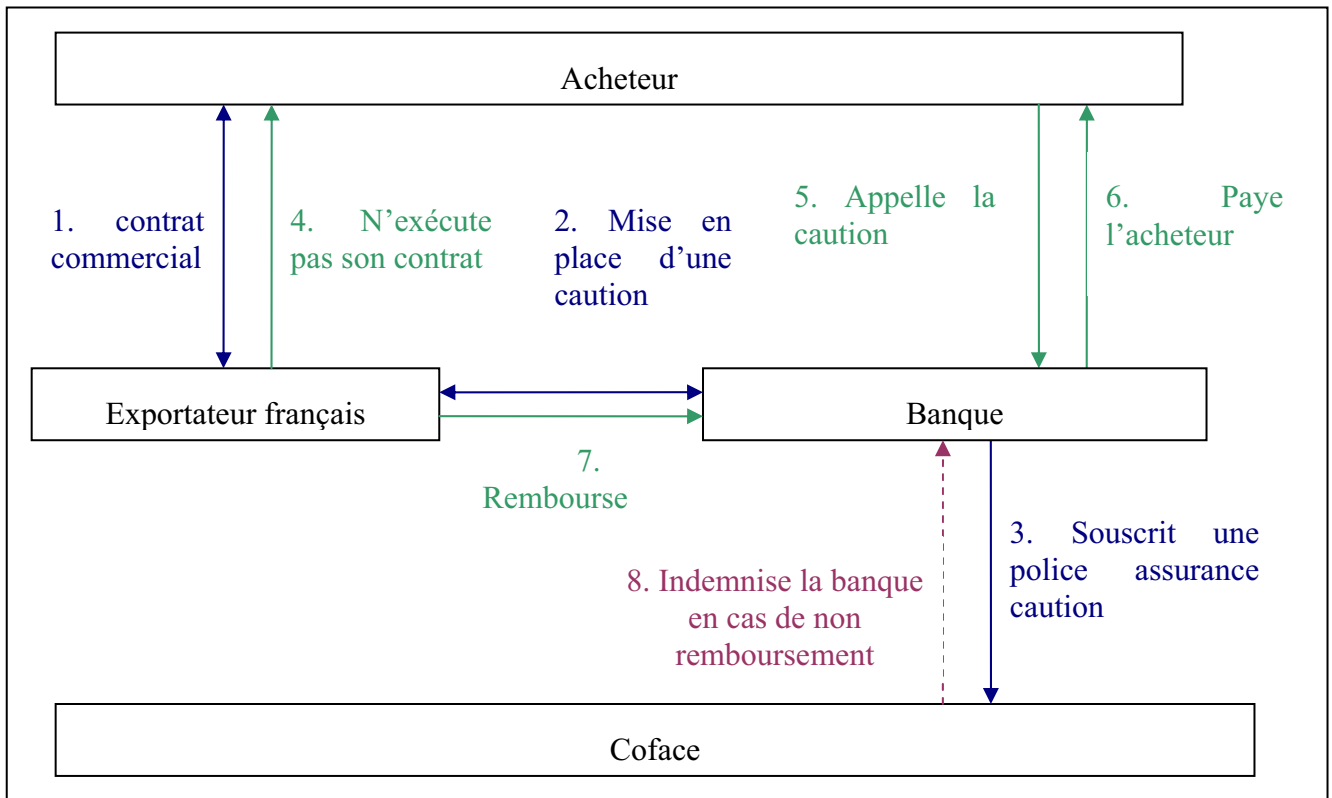 Acheteur
1. contrat
commercial
4. N’exécute
pas son contrat
2. Mise en
place d’une
caution
5. Appelle la
caution
6. Paye
l’acheteur
Exportateur français
Banque
7.
Rembourse
3. Souscrit une
police assurance
caution
8. Indemnise la banque
en cas de non
remboursement
Coface